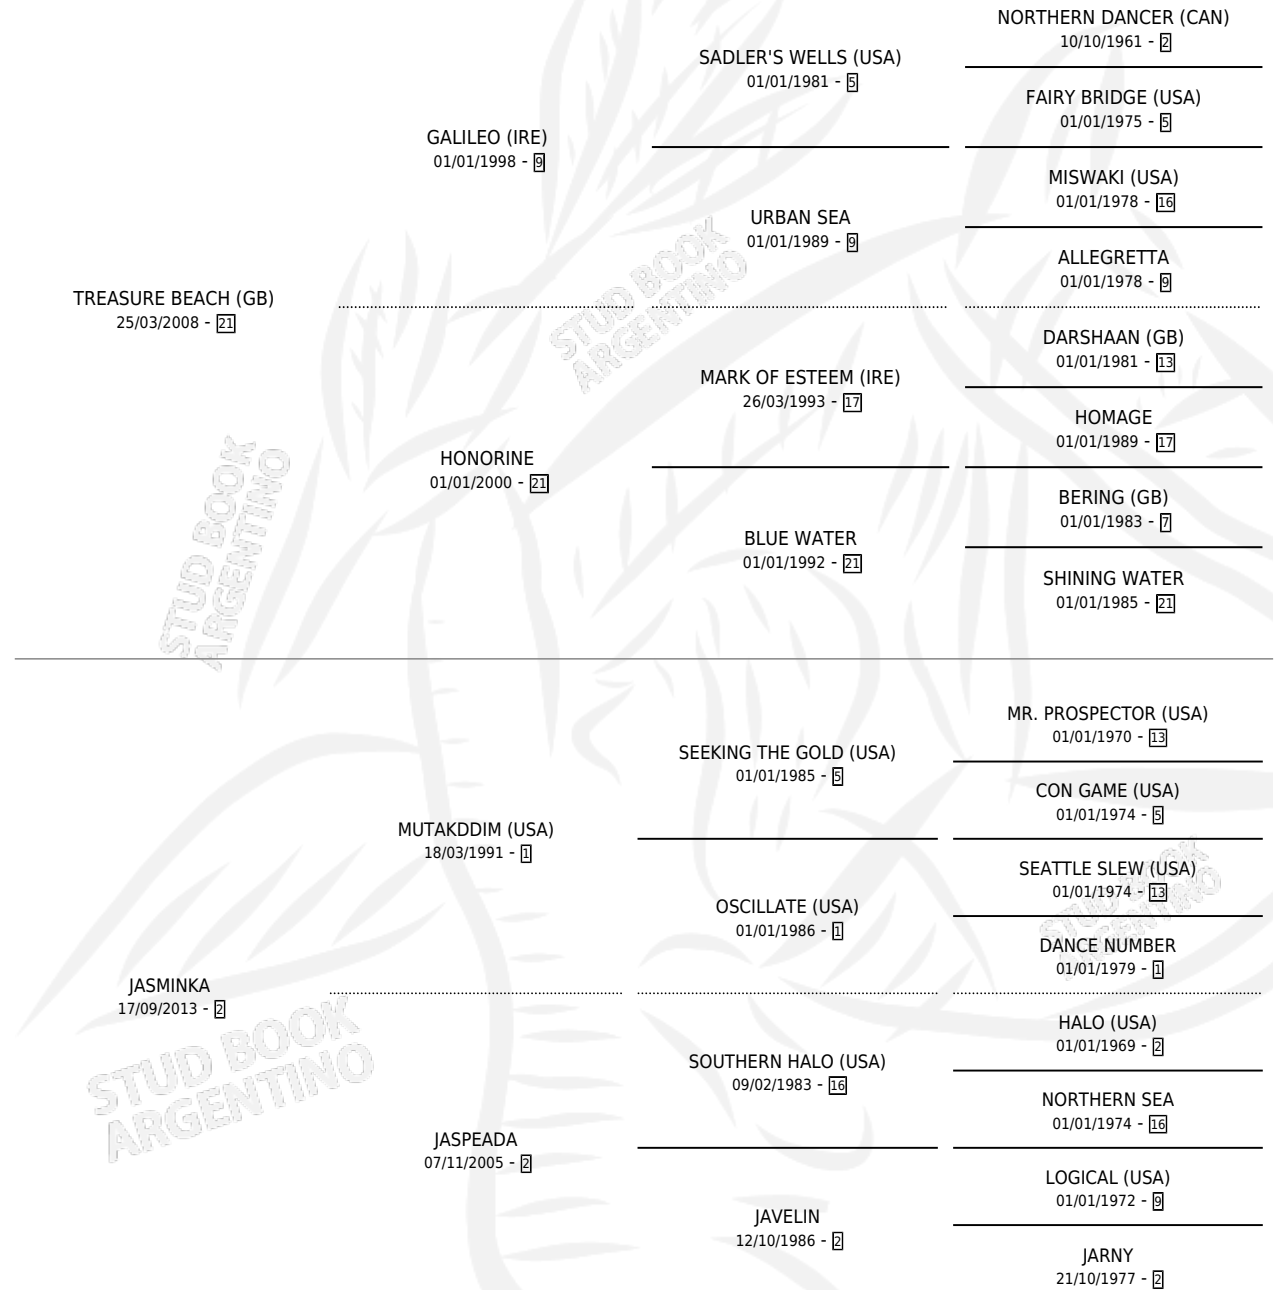 NORTHERN DANCER (CAN)
10/10/1961 - 2
SADLER'S WELLS (USA)
01/01/1981 - 5
FAIRY BRIDGE (USA)
01/01/1975 - 5
GALILEO (IRE)
01/01/1998 - 9
MISWAKI (USA)
01/01/1978 - 16
URBAN SEA
01/01/1989 - 9
ALLEGRETTA
01/01/1978 - 9
TREASURE BEACH (GB)
25/03/2008 - 21
STUD BOOK
ARGENTINO
DARSHAAN (GB)
01/01/1981 - 13
MARK OF ESTEEM (IRE)
26/03/1993 - 17
HOMAGE
01/01/1989 - 17
HONORINE
01/01/2000 - 21
BERING (GB)
01/01/1983 - 7
BLUE WATER
01/01/1992 - 21
SHINING WATER
01/01/1985 - 21
STUD BOOK
ARGENTINO
MR. PROSPECTOR (USA)
01/01/1970 - 13
SEEKING THE GOLD (USA)
01/01/1985 - 5
CON GAME (USA)
01/01/1974 - 5
MUTAKDDIM (USA)
18/03/1991 - 1
SEATTLE SLEW (USA)
01/01/1974 - 13
OSCILLATE (USA)
01/01/1986 - 1
STUD BOOK
ARGENTINO
DANCE NUMBER
01/01/1979 - 1
JASMINKA
17/09/2013 - 2
STUD BOOK
ARGENTINO
HALO (USA)
01/01/1969 - 2
SOUTHERN HALO (USA)
09/02/1983 - 16
NORTHERN SEA
01/01/1974 - 16
JASPEADA
07/11/2005 - 2
LOGICAL (USA)
01/01/1972 - 9
JAVELIN
12/10/1986 - 2
JARNY
21/10/1977 - 2